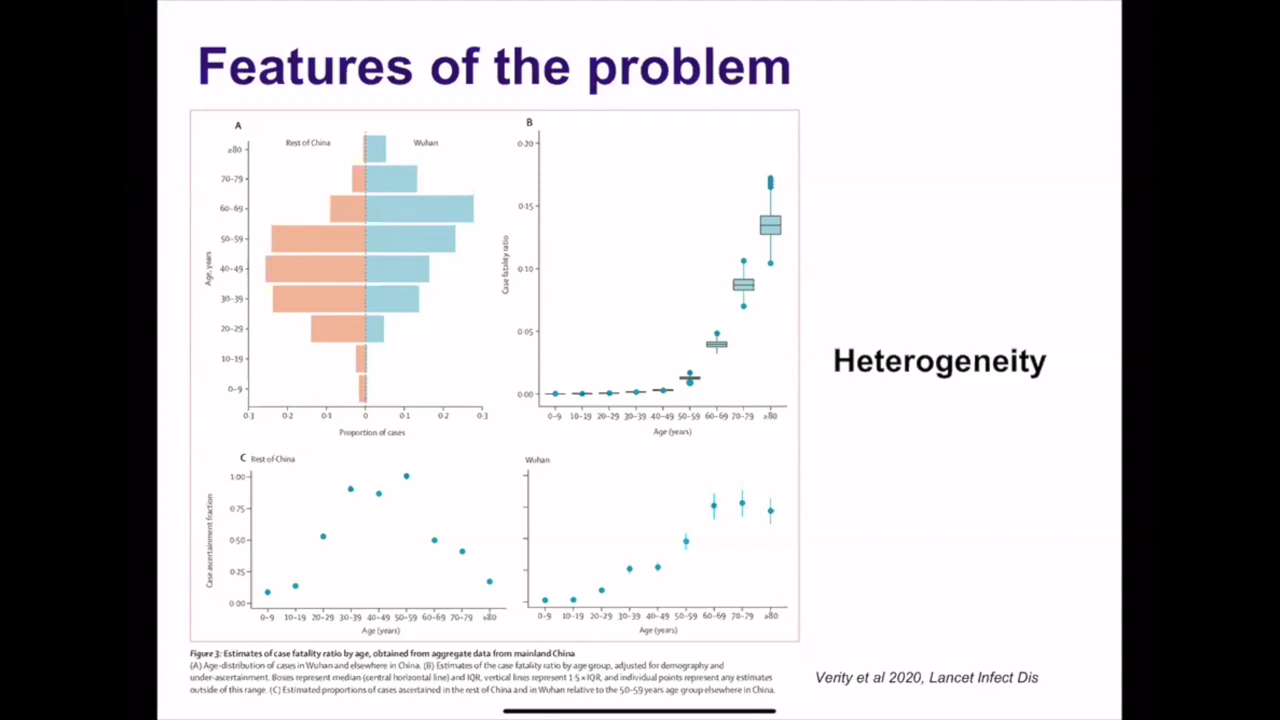 Features of the problem
A
Rest of China
Wuhan
≥80
70–79
60–69
50–59
40–49
30–39
20–29
10–19
0–9
Age, years
0·3 0·2 0·1 0 0·1 0·2 0·3
Proportion of cases
B
0·20
0·15
0·10
0·05
0·00
Case fatality ratio
0–9 10–19 20–29 30–39 40–49 50–59 60–69 70–79 ≥80
Age (years)
Heterogeneity
C Rest of China
1·00
0·75
0·50
0·25
0·00
Case ascertainment fraction
0–9 10–19 20–29 30–39 40–49 50–59 60–69 70–79 ≥80
Age (years)
Wuhan
0–9 10–19 20–29 30–39 40–49 50–59 60–69 70–79 ≥80
Age (years)
Figure 3: Estimates of case fatality ratio by age, obtained from aggregate data from mainland China
(A) Age-distribution of cases in Wuhan and elsewhere in China. (B) Estimates of the case fatality ratio by age group, adjusted for demography and
under-ascertainment. Boxes represent median (central horizontal line) and IQR, vertical lines represent 1·5 × IQR, and individual points represent any estimates
outside of this range. (C) Estimated proportions of cases ascertained in the rest of China and in Wuhan relative to the 50–59 years age group elsewhere in China.
Verity et al 2020, Lancet Infect Dis